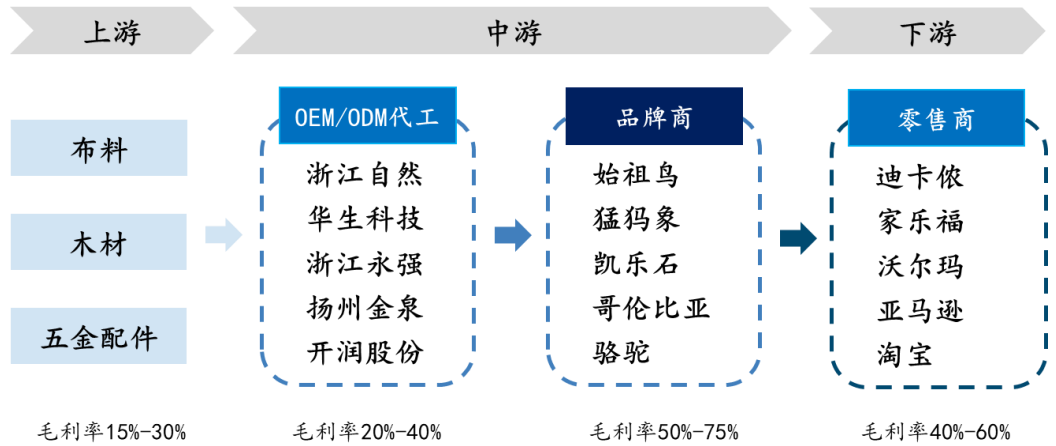 上游
中游
下游
布料
木材
五金配件
OEM/ODM代工
浙江自然
华生科技
浙江永强
扬州金泉
开润股份
品牌商
始祖鸟
猛犸象
凯乐石
哥伦比亚
骆驼
零售商
迪卡侬
家乐福
沃尔玛
亚马逊
淘宝
毛利率15%-30%
毛利率20%-40%
毛利率50%-75%
毛利率40%-60%